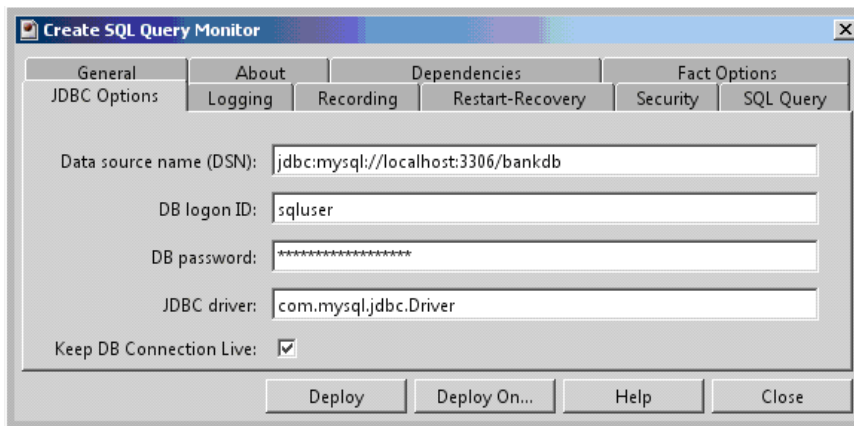 Create SQL Query Monitor
General About Dependencies Fact Options
JDBC Options Logging Recording Restart-Recovery Security SQL Query
Data source name (DSN): jdbc:mysql://localhost:3306/bankdb
DB logon ID: sqluser
DB password: ******************
JDBC driver: com.mysql.jdbc.Driver
Keep DB Connection Live:
Deploy Deploy On... Help Close